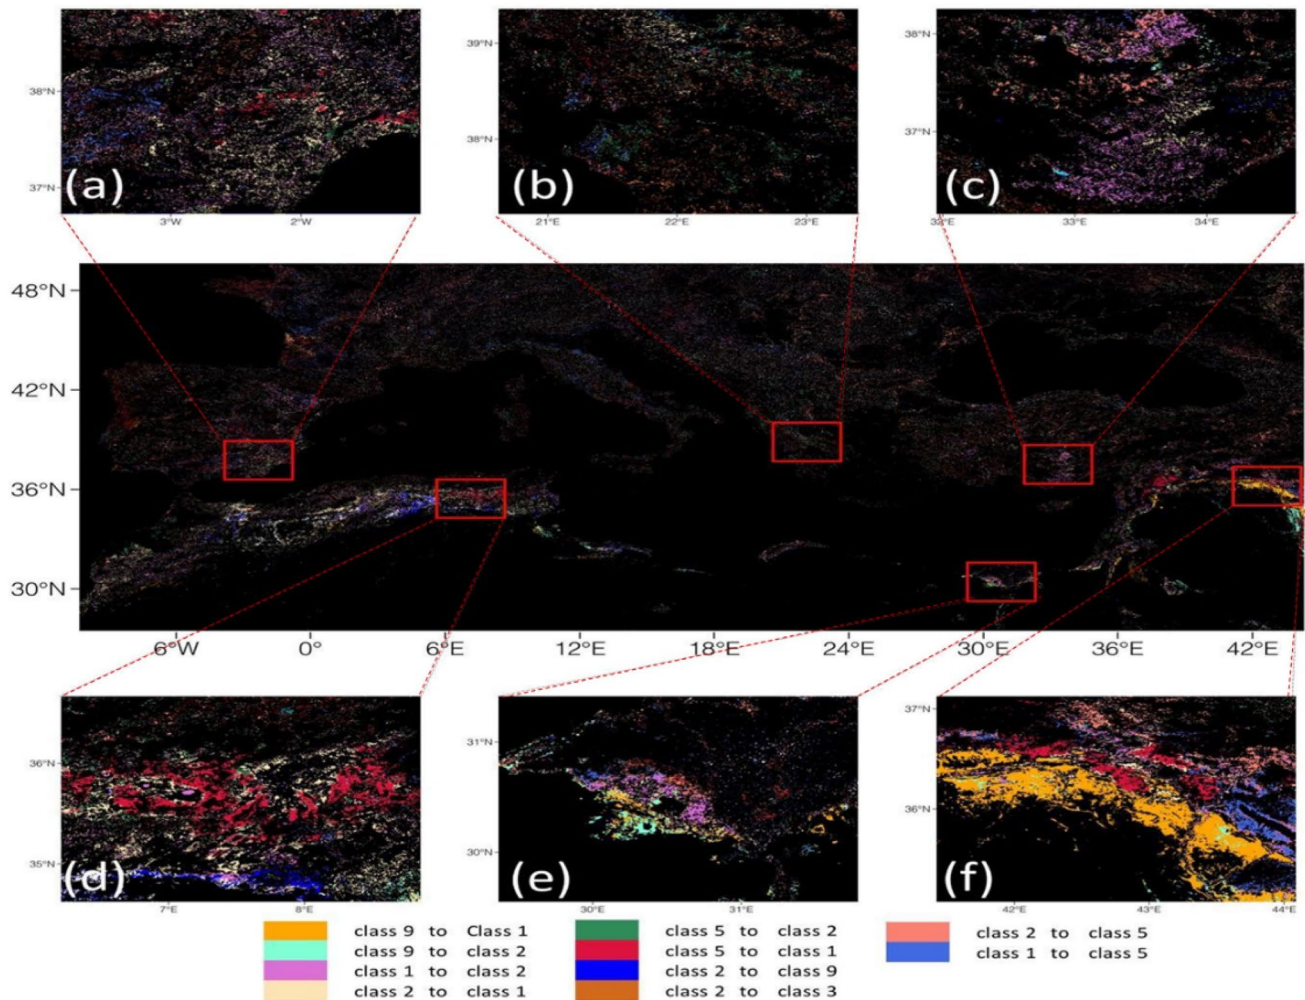 39°N
38°N
38°N
38°N
37°N
37°N
(a)
(b)
(c)
3°W
2°W
21°E
22°E
23°E
32°E
33°E
34°E
48°N
42°N
36°N
30°N
6°W
0°
6°E
12°E
18°E
24°E
30°E
36°E
42°E
37°N
36°N
31°N
36°N
35°N
30°N
(d)
(e)
(f)
7°E
8°E
30°E
31°E
42°E
43°E
44°E
class 9 to Class 1
class 9 to class 2
class 1 to class 2
class 2 to class 1
class 5 to class 2
class 5 to class 1
class 2 to class 9
class 2 to class 3
class 2 to class 5
class 1 to class 5